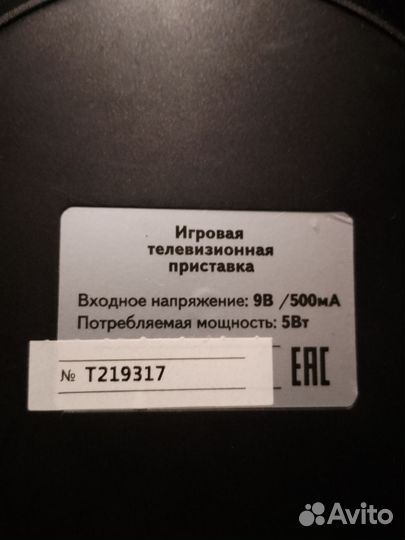 Игровая
телевизионная
приставка
Входное напряжение: 9В /500мА
Потребляемая мощность: 5Вт
№ T219317
EAC
Avito